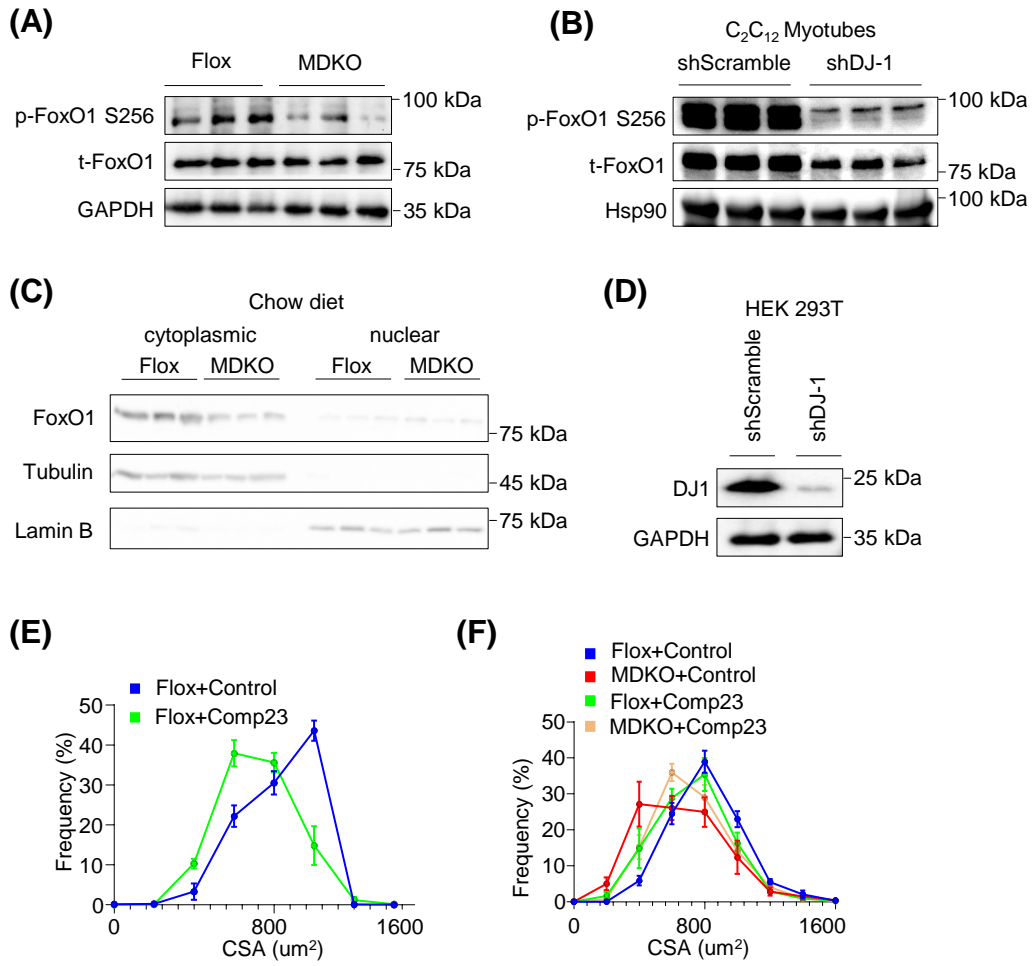 (A)
Flox MDKO
p-FoxO1 S256
100 kDa
t-FoxO1
75 kDa
GAPDH
35 kDa
(B)
C₂C₁₂ Myotubes
shScramble shDJ-1
p-FoxO1 S256
100 kDa
t-FoxO1
75 kDa
Hsp90
100 kDa
(C)
Chow diet
cytoplasmic nuclear
Flox MDKO Flox MDKO
FoxO1
75 kDa
Tubulin
45 kDa
Lamin B
75 kDa
(D)
HEK 293T
shScramble
shDJ-1
DJ1
25 kDa
GAPDH
35 kDa
(E)
Flox+Control
Flox+Comp23
50
40
30
20
10
0
Frequency (%)
0 800 1600
CSA (um²)
(F)
Flox+Control
MDKO+Control
Flox+Comp23
MDKO+Comp23
50
40
30
20
10
0
Frequency (%)
0 800 1600
CSA (um²)